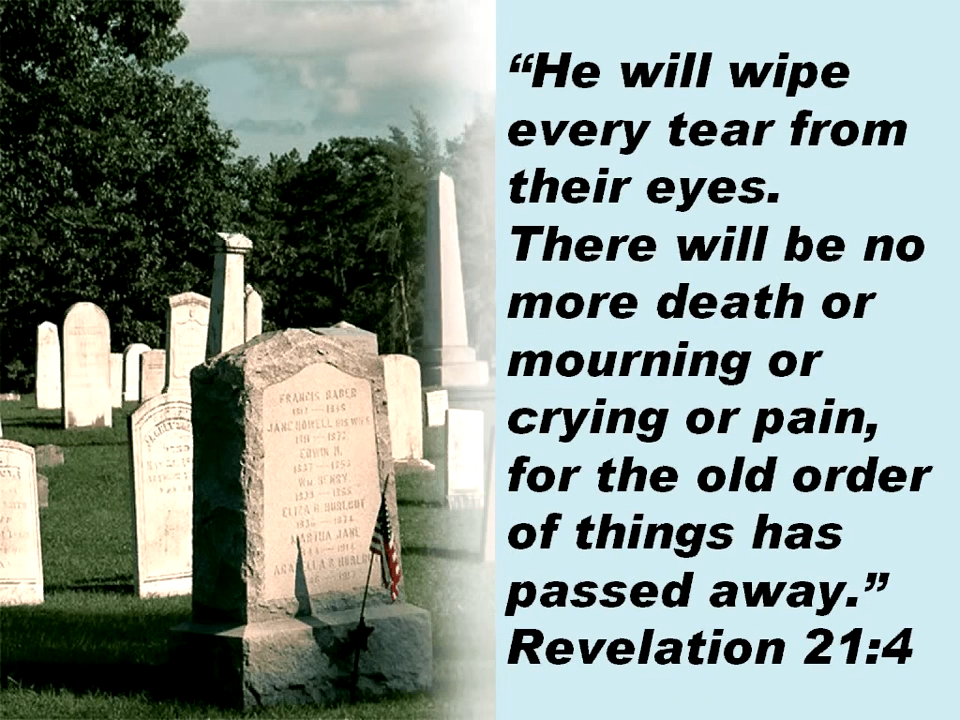 “He will wipe
every tear from
their eyes.
There will be no
more death or
mourning or
crying or pain,
for the old order
of things has
passed away.”
Revelation 21:4
FRANCIS BADER
JANE HOWELL HIS WIFE
EDWIN H.
WM HENRY
ELIZA H HURLBUT
MARTHA JANE